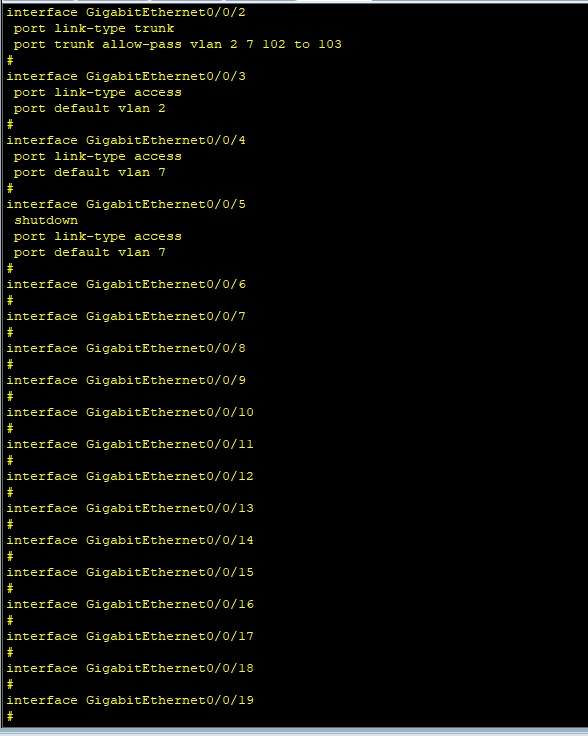 interface GigabitEthernet0/0/2
 port link-type trunk
 port trunk allow-pass vlan 2 7 102 to 103
#
interface GigabitEthernet0/0/3
 port link-type access
 port default vlan 2
#
interface GigabitEthernet0/0/4
 port link-type access
 port default vlan 7
#
interface GigabitEthernet0/0/5
 shutdown
 port link-type access
 port default vlan 7
#
interface GigabitEthernet0/0/6
#
interface GigabitEthernet0/0/7
#
interface GigabitEthernet0/0/8
#
interface GigabitEthernet0/0/9
#
interface GigabitEthernet0/0/10
#
interface GigabitEthernet0/0/11
#
interface GigabitEthernet0/0/12
#
interface GigabitEthernet0/0/13
#
interface GigabitEthernet0/0/14
#
interface GigabitEthernet0/0/15
#
interface GigabitEthernet0/0/16
#
interface GigabitEthernet0/0/17
#
interface GigabitEthernet0/0/18
#
interface GigabitEthernet0/0/19
#